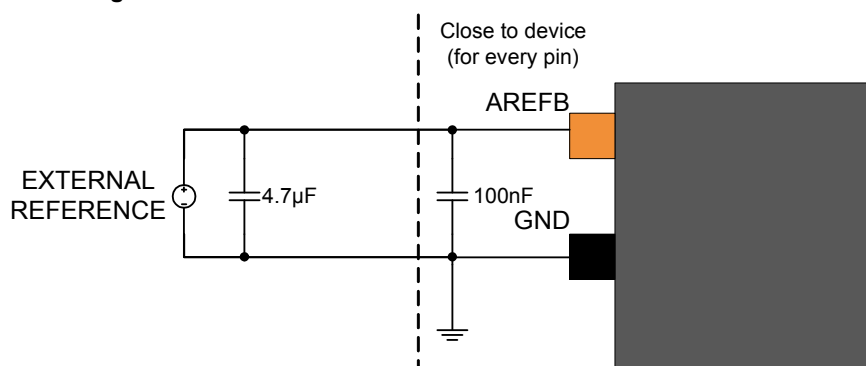 Close to device
(for every pin)
AREFB
EXTERNAL
REFERENCE
4.7µF
100nF
GND